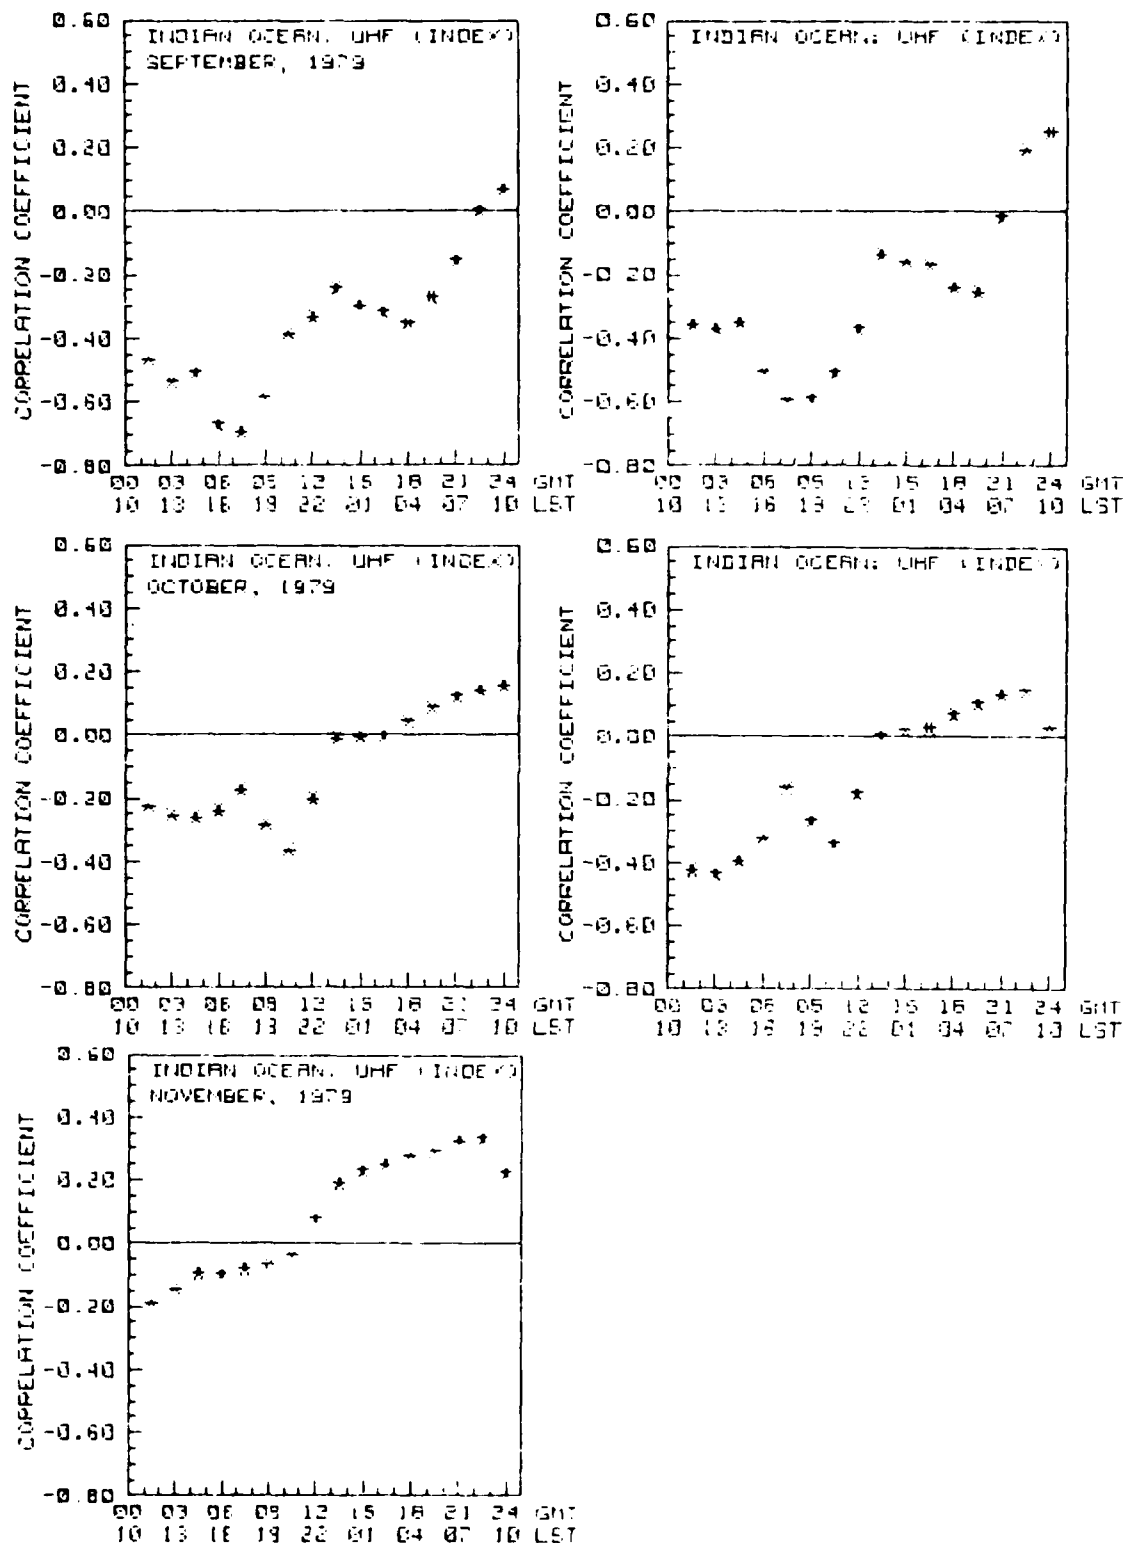 0.60
INDIAN OCEAN, UHF (INDEX)
SEPTEMBER, 1979
0.40
0.20
0.00
-0.20
-0.40
-0.60
-0.80
CORRELATION COEFFICIENT
00 03 06 09 12 15 18 21 24 GMT
10 13 16 19 22 01 04 07 10 LST
0.60
INDIAN OCEAN: UHF (INDEX)
0.40
0.20
0.00
-0.20
-0.40
-0.60
-0.80
CORRELATION COEFFICIENT
00 03 06 09 12 15 18 21 24 GMT
10 13 16 19 22 01 04 07 10 LST
0.60
INDIAN OCEAN, UHF (INDEX)
OCTOBER, 1979
0.40
0.20
0.00
-0.20
-0.40
-0.60
-0.80
CORRELATION COEFFICIENT
00 03 06 09 12 15 18 21 24 GMT
10 13 16 19 22 01 04 07 10 LST
0.60
INDIAN OCEAN: UHF (INDEX)
0.40
0.20
0.00
-0.20
-0.40
-0.60
-0.80
CORRELATION COEFFICIENT
00 03 06 09 12 15 18 21 24 GMT
10 13 16 19 22 01 04 07 10 LST
0.60
INDIAN OCEAN, UHF (INDEX)
NOVEMBER, 1979
0.40
0.20
0.00
-0.20
-0.40
-0.60
-0.80
CORRELATION COEFFICIENT
00 03 06 09 12 15 18 21 24 GMT
10 13 16 19 22 01 04 07 10 LST